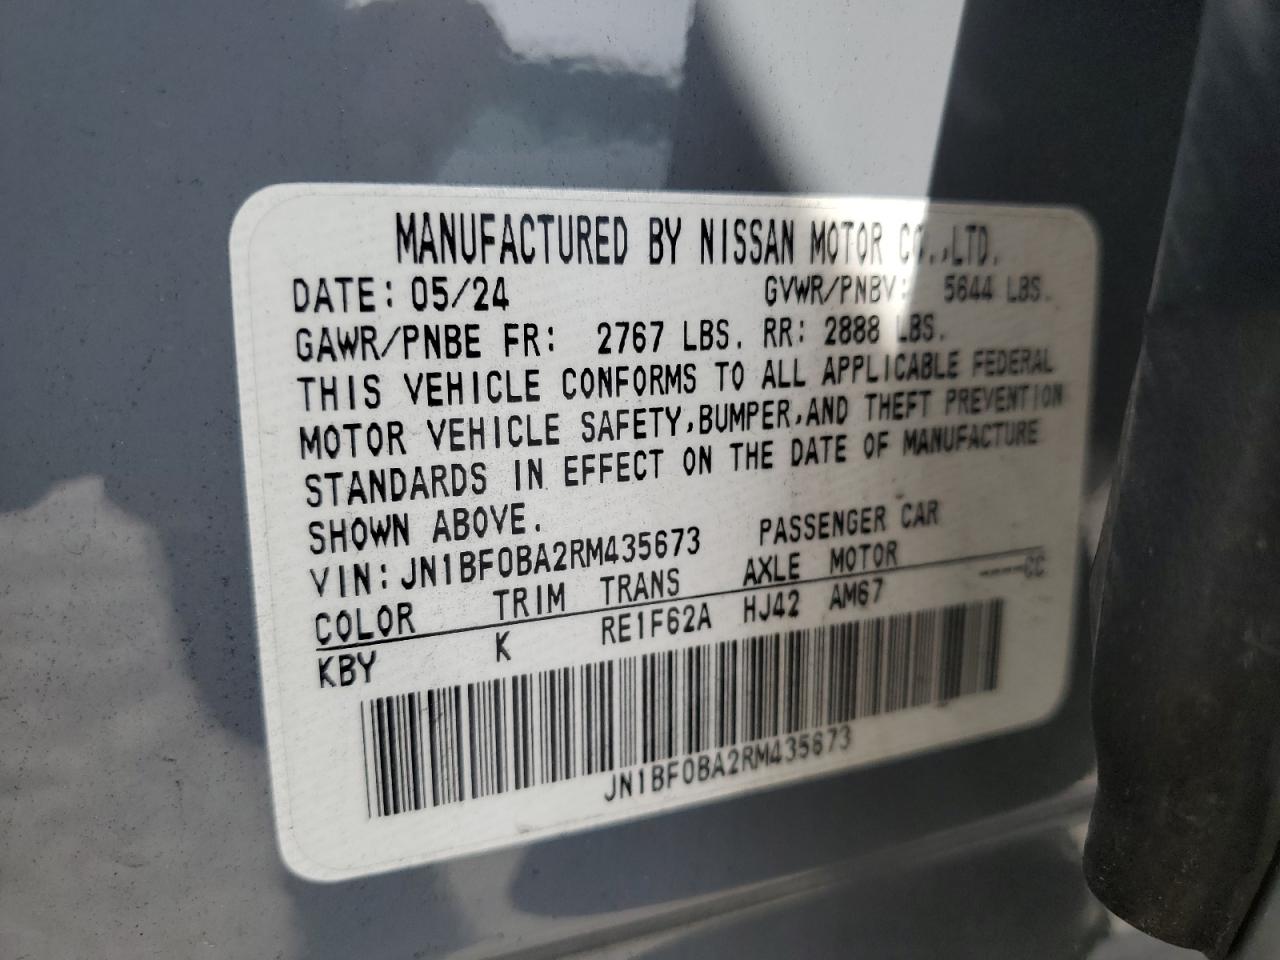 MANUFACTURED BY NISSAN MOTOR CO.,LTD.
DATE: 05/24 GVWR/PNBV: 5644 LBS.
GAWR/PNBE FR: 2767 LBS. RR: 2888 LBS.
THIS VEHICLE CONFORMS TO ALL APPLICABLE FEDERAL
MOTOR VEHICLE SAFETY,BUMPER,AND THEFT PREVENTION
STANDARDS IN EFFECT ON THE DATE OF MANUFACTURE
SHOWN ABOVE.
VIN: JN1BF0BA2RM435673 PASSENGER CAR
COLOR TRIM TRANS AXLE MOTOR
KBY K RE1F62A HJ42 AM67 ----CC
JN1BF0BA2RM435673